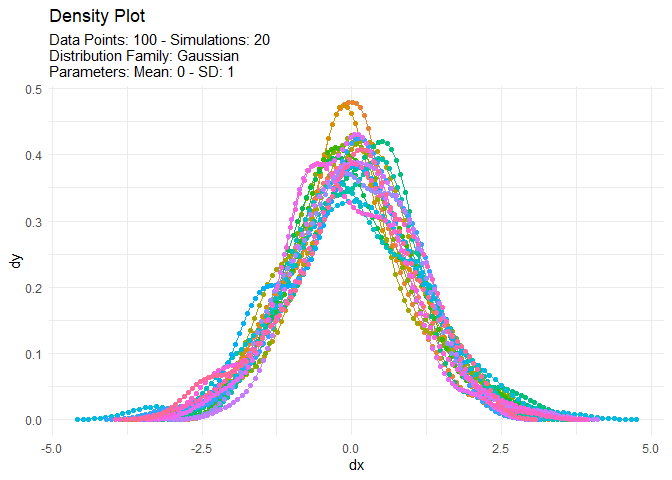 Density Plot
Data Points: 100 - Simulations: 20
Distribution Family: Gaussian
Parameters: Mean: 0 - SD: 1
0.5
0.4
0.3
0.2
0.1
0.0
dy
-5.0 -2.5 0.0 2.5 5.0
dx